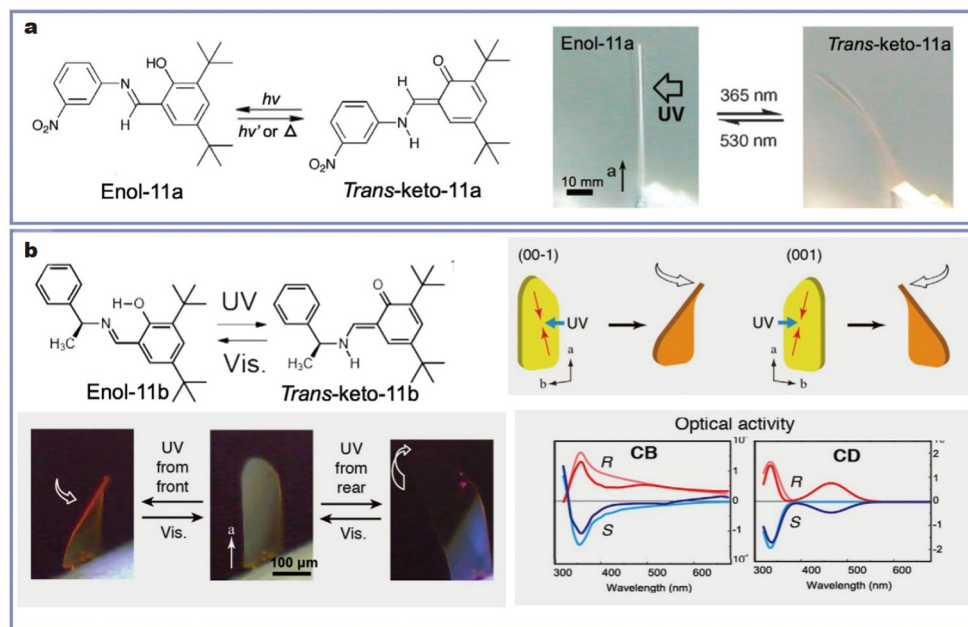 a
HO
N
H
O₂N
Enol-11a
hν
hν' or Δ
H
O
N
H
O₂N
Trans-keto-11a
Enol-11a
UV
10 mm
a
365 nm
530 nm
Trans-keto-11a
b
H-O
N
H₃C
Enol-11b
UV
Vis.
O
N
H
CH₃
Trans-keto-11b
(00-1)
UV
a
b
(001)
UV
a
b
UV
from
front
Vis.
a
100 µm
UV
from
rear
Vis.
Optical activity
CB
R
S
1
0
-1
300 400 500 600
Wavelength (nm)
CD
R
S
1
0
-1
-2
300 400 500 600
Wavelength (nm)